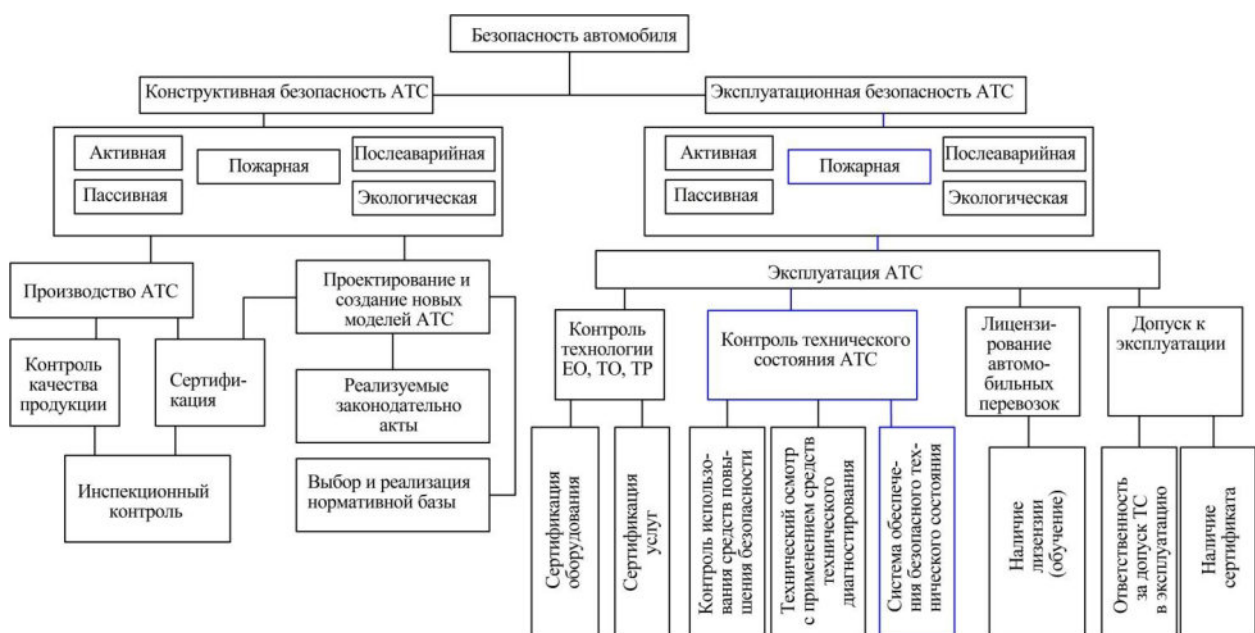 Безопасность автомобиля
Конструктивная безопасность АТС
Эксплуатационная безопасность АТС
Активная
Пассивная
Пожарная
Послеаварийная
Экологическая
Активная
Пассивная
Пожарная
Послеаварийная
Экологическая
Производство АТС
Проектирование и
создание новых
моделей АТС
Эксплуатация АТС
Контроль
качества
продукции
Сертифи-
кация
Реализуемые
законодательно
акты
Инспекционный
контроль
Выбор и реализация
нормативной базы
Контроль
технологии
ЕО, ТО, ТР
Контроль технического
состояния АТС
Лицензи-
рование
автомо-
бильных
перевозок
Допуск к
эксплуатации
Сертификация
оборудования
Сертификация
услуг
Контроль использо-
вания средств повы-
шения безопасности
Технический осмотр
с применением средств
технического
диагностирования
Система обеспече-
ния безопасного тех-
нического состояния
Наличие
лизензии
(обучение)
Ответственность
за допуск ТС
в эксплуатацию
Наличие
сертификата